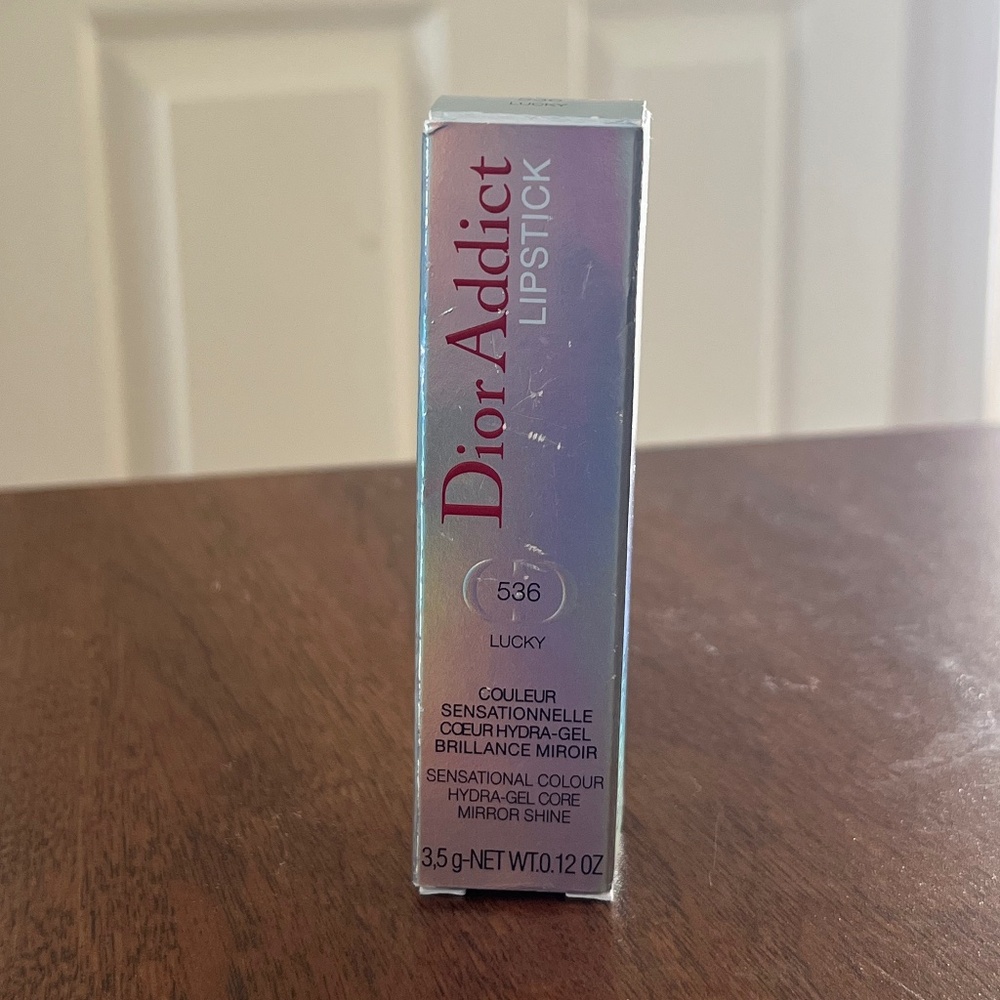 LUCKY
Dior Addict
LIPSTICK
536
LUCKY
COULEUR
SENSATIONNELLE
CŒUR HYDRA-GEL
BRILLANCE MIROIR
SENSATIONAL COLOUR
HYDRA-GEL CORE
MIRROR SHINE
3,5 g-NET WT.0.12 OZ